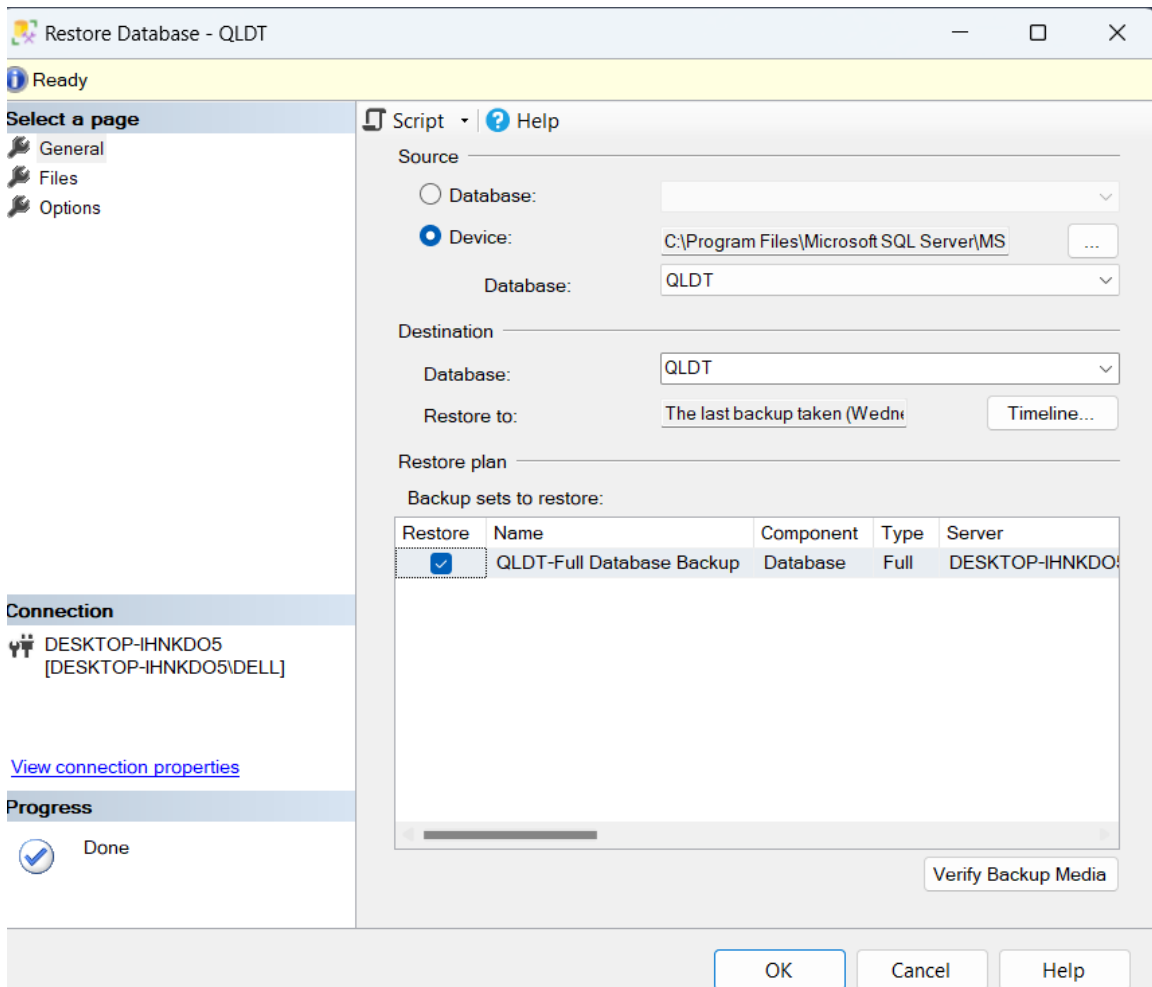 Restore Database - QLDT
Ready
Select a page
General
Files
Options
Script
Help
Source
Database:
Device:
C:\Program Files\Microsoft SQL Server\MS
...
Database:
QLDT
Destination
Database:
QLDT
Restore to:
The last backup taken (Wedne
Timeline...
Restore plan
Backup sets to restore:
Restore Name Component Type Server
QLDT-Full Database Backup Database Full DESKTOP-IHNKDO5
Connection
DESKTOP-IHNKDO5
[DESKTOP-IHNKDO5\DELL]
View connection properties
Progress
Done
Verify Backup Media
OK Cancel Help